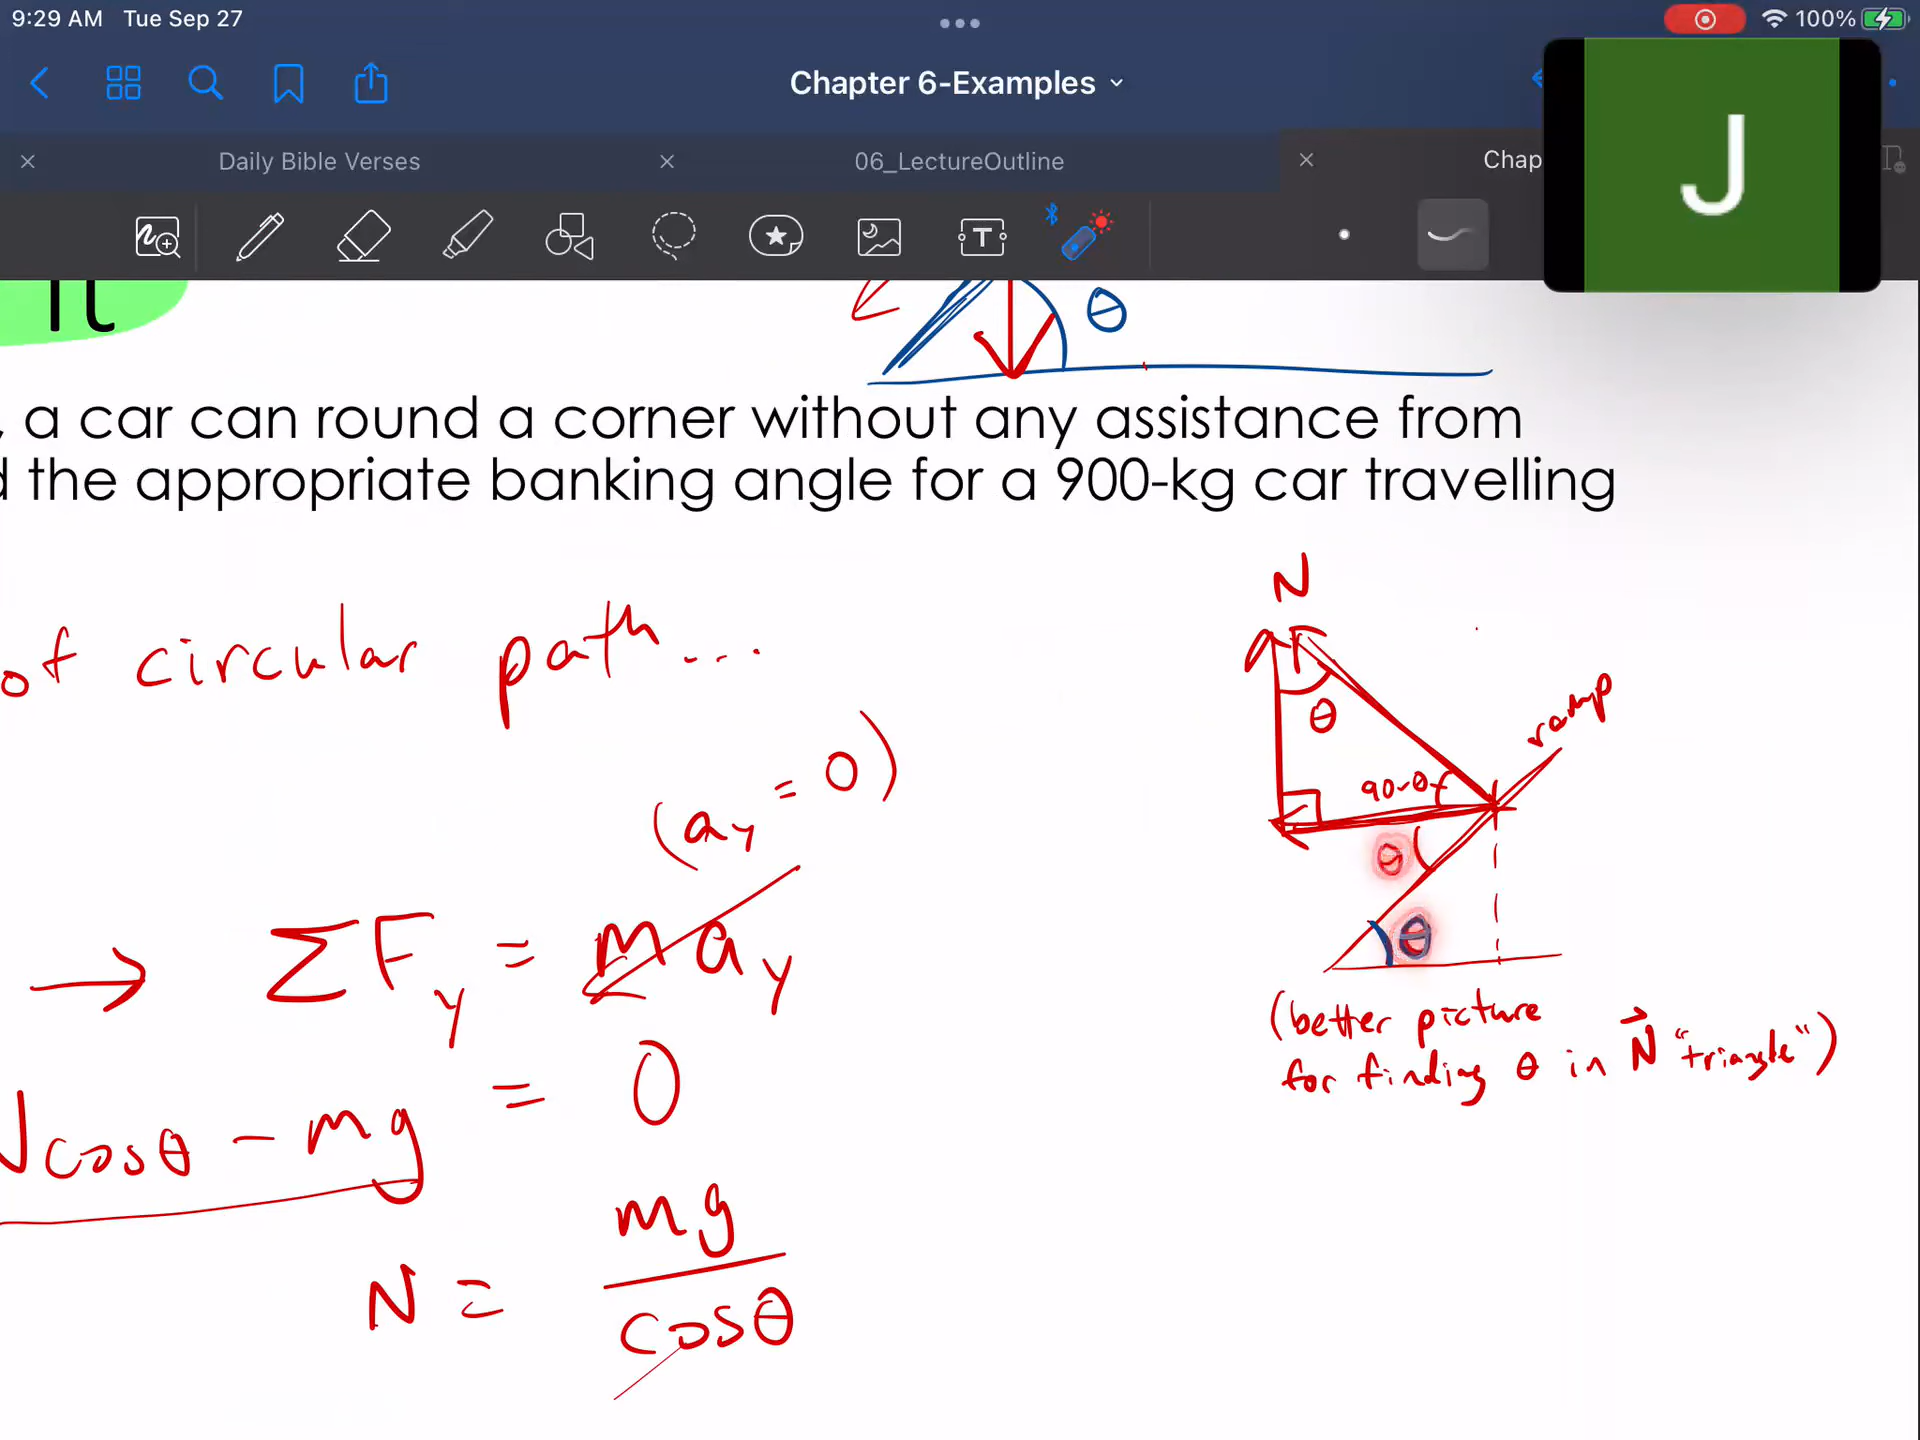 9:29 AM Tue Sep 27
100%
Chapter 6-Examples
Daily Bible Verses
06_LectureOutline
Chap
J
T
θ
, a car can round a corner without any assistance from
d the appropriate banking angle for a 900-kg car travelling
of circular path...
(ay = 0)
→ ΣFy = m ay
Ncosθ - mg = 0
N = mg / cosθ
N
θ
ramp
90-θ
θ
θ
(better picture
for finding θ in N⃗ "triangle")